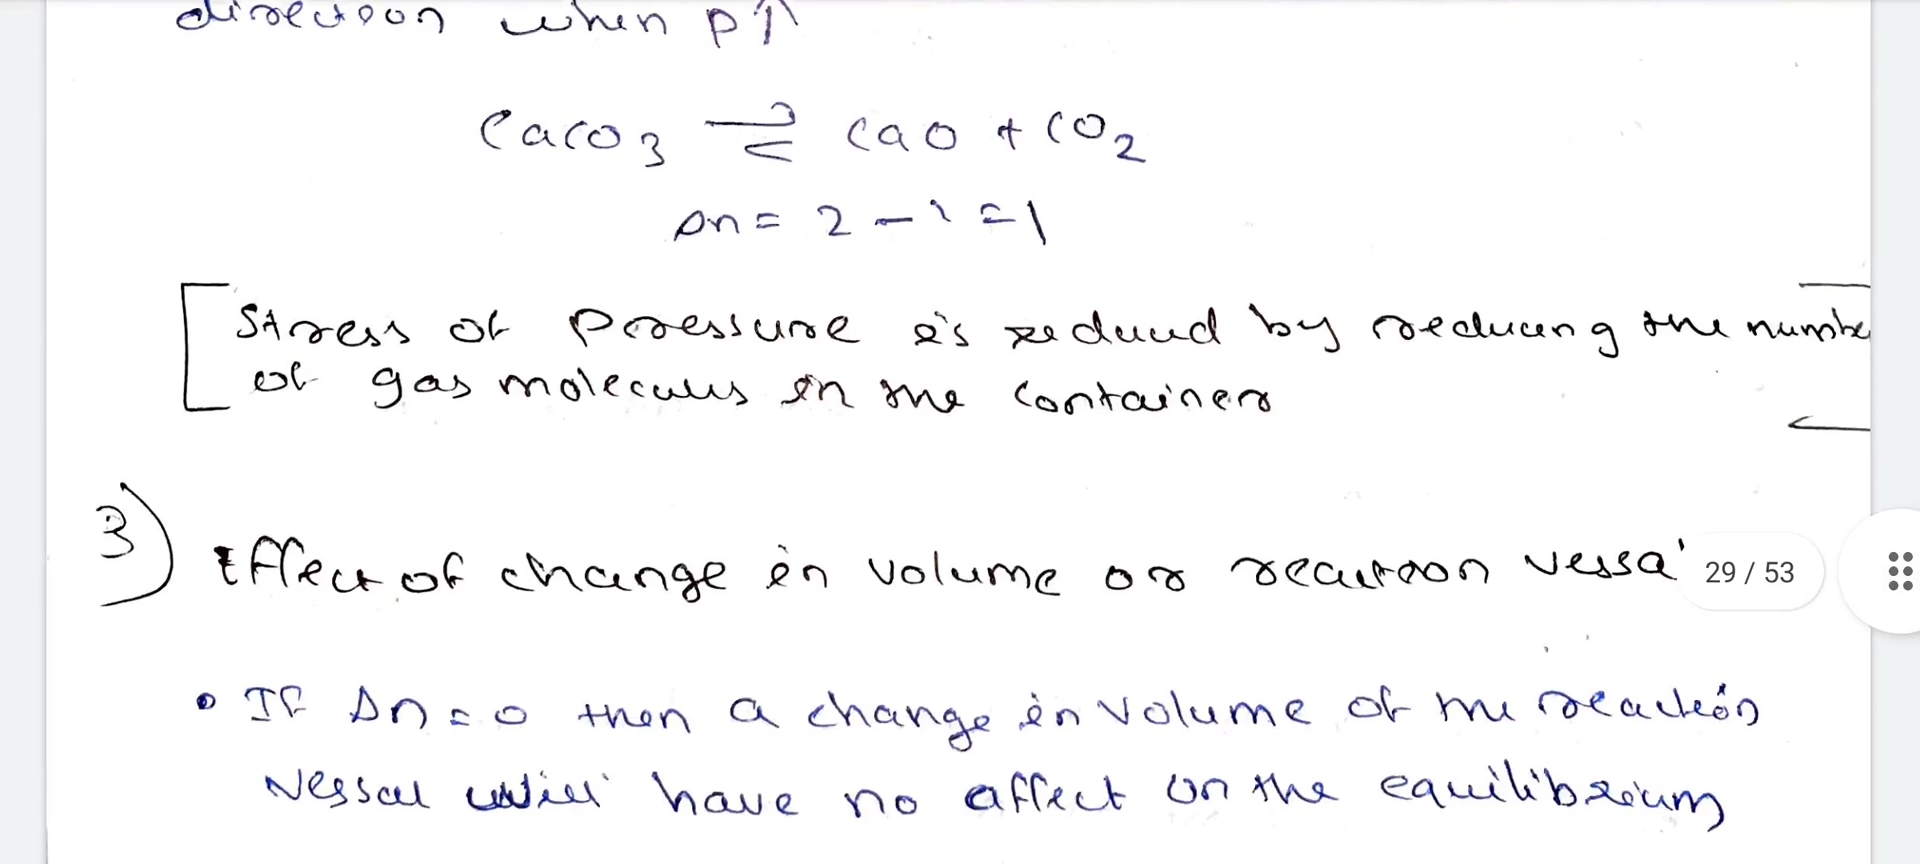 direction when P↑
CaCO3 ⇌ CaO + CO2
Δn = 2 - 1 = 1
Stress of Pressure is reduced by reducing the numbe
of gas molecules in the container
3) Effect of change in volume or reaction vessa
29 / 53
• If Δn = 0 then a change in volume of the reaction
Vessal will have no affect on the equilibrium